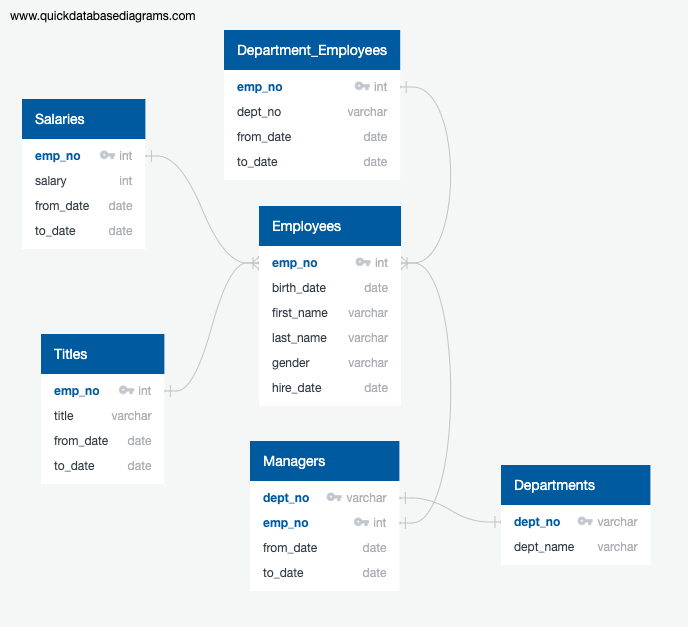 www.quickdatabasediagrams.com
Department_Employees
emp_no int
dept_no varchar
from_date date
to_date date
Salaries
emp_no int
salary int
from_date date
to_date date
Employees
emp_no int
birth_date date
first_name varchar
last_name varchar
gender varchar
hire_date date
Titles
emp_no int
title varchar
from_date date
to_date date
Managers
dept_no varchar
emp_no int
from_date date
to_date date
Departments
dept_no varchar
dept_name varchar